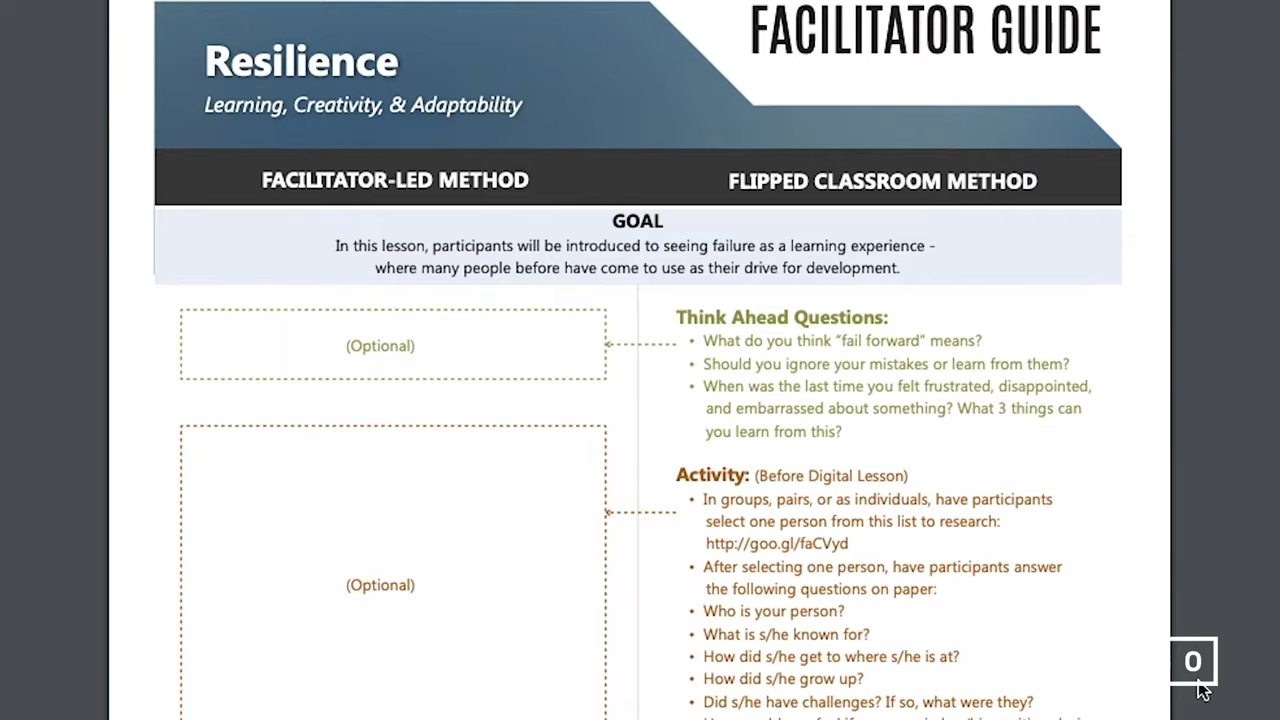 FACILITATOR GUIDE
Resilience
Learning, Creativity, & Adaptability
FACILITATOR-LED METHOD
FLIPPED CLASSROOM METHOD
GOAL
In this lesson, participants will be introduced to seeing failure as a learning experience -
where many people before have come to use as their drive for development.
(Optional)
Think Ahead Questions:
• What do you think “fail forward” means?
• Should you ignore your mistakes or learn from them?
• When was the last time you felt frustrated, disappointed,
and embarrassed about something? What 3 things can
you learn from this?
(Optional)
Activity: (Before Digital Lesson)
• In groups, pairs, or as individuals, have participants
select one person from this list to research:
http://goo.gl/faCVyd
• After selecting one person, have participants answer
the following questions on paper:
• Who is your person?
• What is s/he known for?
• How did s/he get to where s/he is at?
• How did s/he grow up?
• Did s/he have challenges? If so, what were they?
0